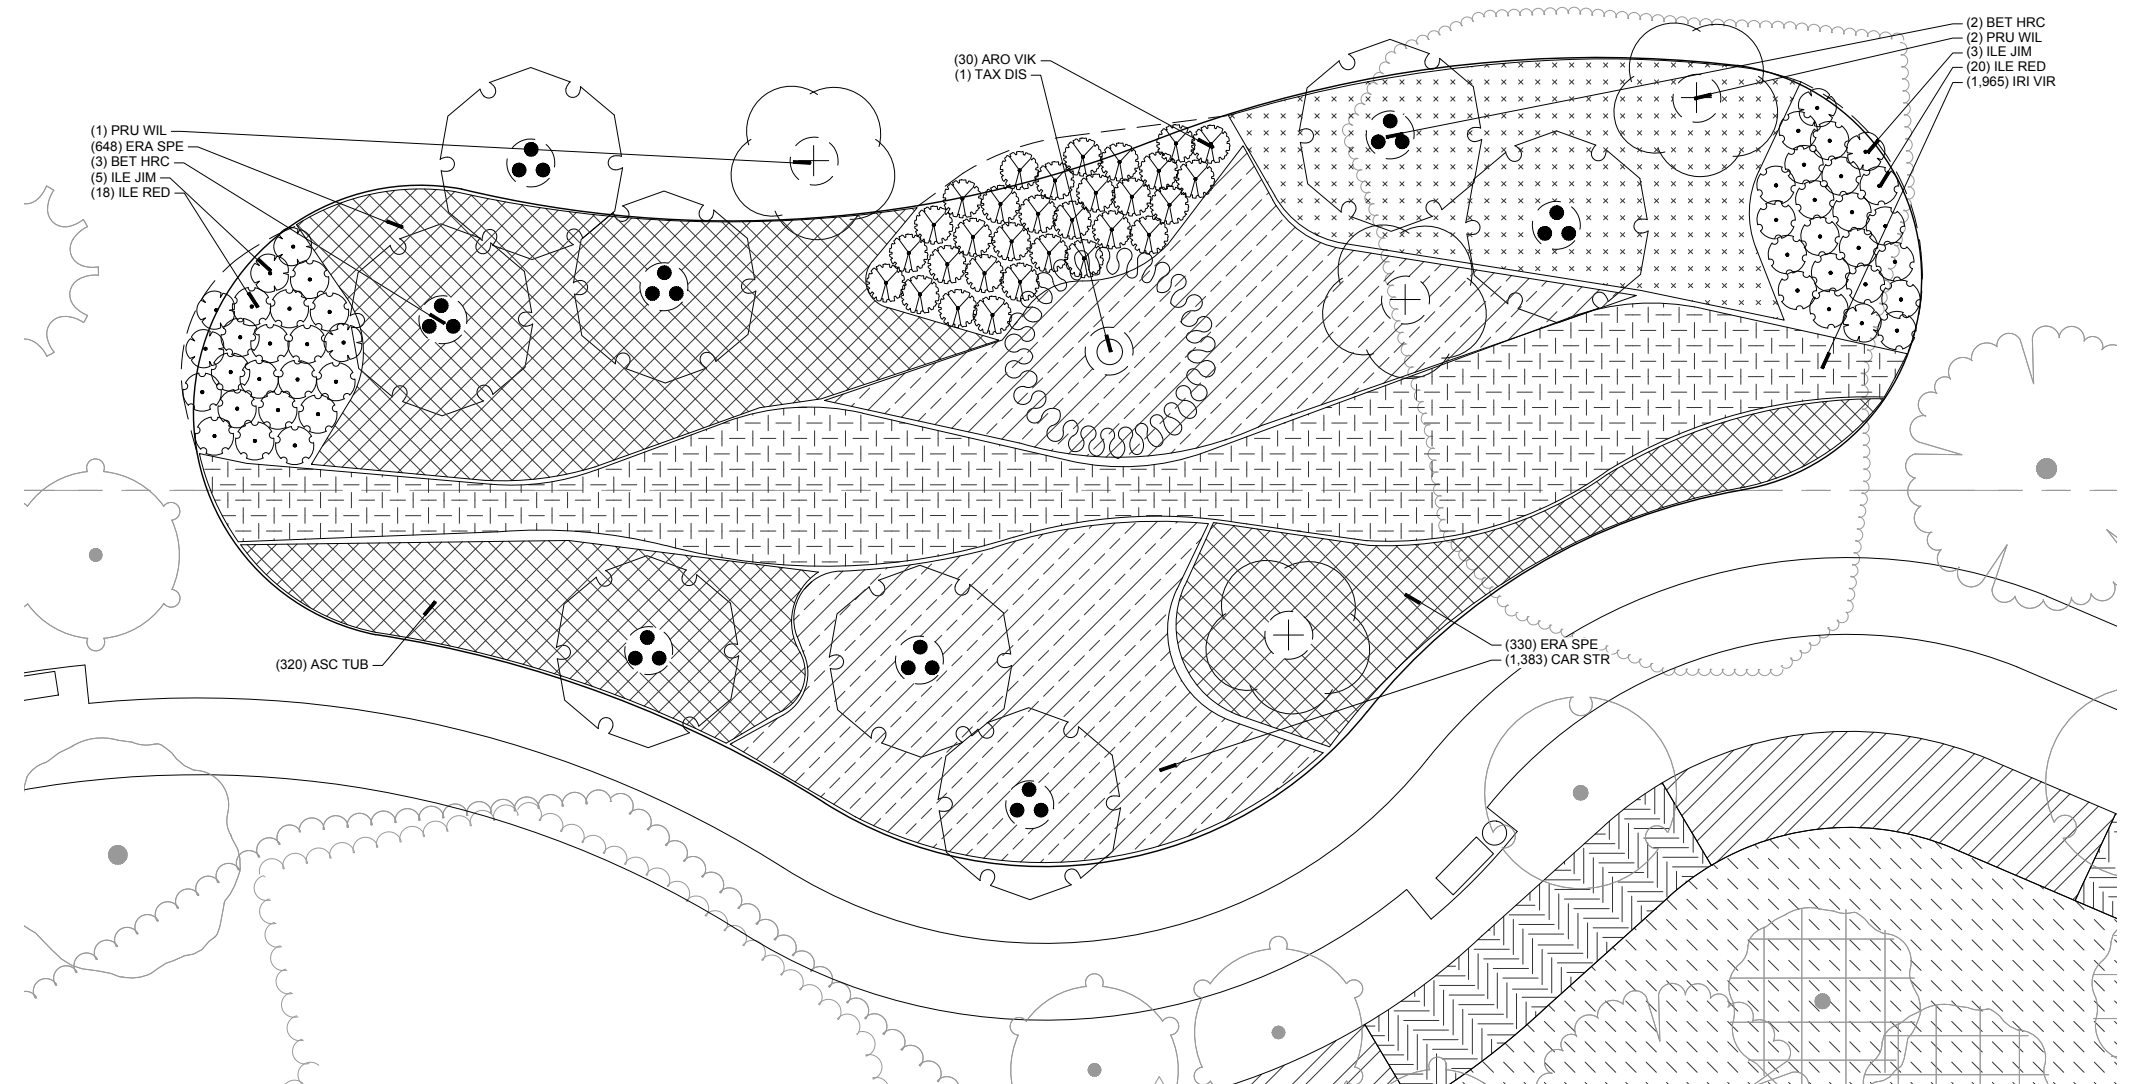 (1) PRU WIL
(648) ERA SPE
(3) BET HRC
(5) ILE JIM
(18) ILE RED
(30) ARO VIK
(1) TAX DIS
(2) BET HRC
(2) PRU WIL
(3) ILE JIM
(20) ILE RED
(1,965) IRI VIR
(320) ASC TUB
(330) ERA SPE
(1,383) CAR STR